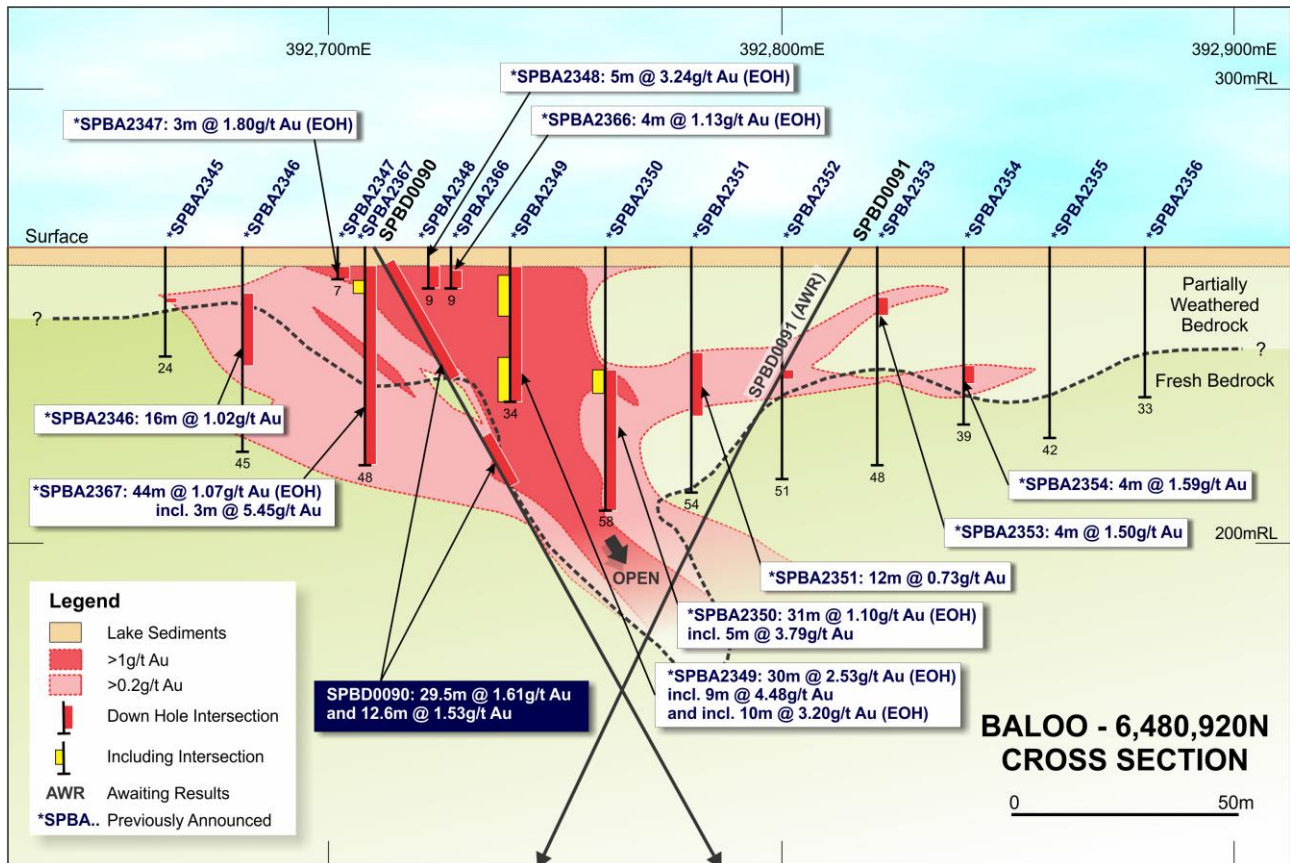 392,700mE
392,800mE
392,900mE
300mRL
*SPBA2348: 5m @ 3.24g/t Au (EOH)
*SPBA2347: 3m @ 1.80g/t Au (EOH)
*SPBA2366: 4m @ 1.13g/t Au (EOH)
*SPBA2345
*SPBA2346
*SPBA2347
*SPBA2367
SPBD0090
*SPBA2348
*SPBA2366
*SPBA2349
*SPBA2350
*SPBA2351
*SPBA2352
SPBD0091
*SPBA2353
*SPBA2354
*SPBA2355
*SPBA2356
Surface
7
9
9
Partially
Weathered
Bedrock
SPBD0091 (AWR)
?
?
24
Fresh Bedrock
34
33
39
*SPBA2346: 16m @ 1.02g/t Au
45
48
42
48
51
54
58
*SPBA2367: 44m @ 1.07g/t Au (EOH)
incl. 3m @ 5.45g/t Au
*SPBA2354: 4m @ 1.59g/t Au
*SPBA2353: 4m @ 1.50g/t Au
200mRL
OPEN
*SPBA2351: 12m @ 0.73g/t Au
*SPBA2350: 31m @ 1.10g/t Au (EOH)
incl. 5m @ 3.79g/t Au
*SPBA2349: 30m @ 2.53g/t Au (EOH)
incl. 9m @ 4.48g/t Au
and incl. 10m @ 3.20g/t Au (EOH)
SPBD0090: 29.5m @ 1.61g/t Au
and 12.6m @ 1.53g/t Au
Legend
Lake Sediments
>1g/t Au
>0.2g/t Au
Down Hole Intersection
Including Intersection
AWR Awaiting Results
*SPBA.. Previously Announced
BALOO - 6,480,920N
CROSS SECTION
0
50m